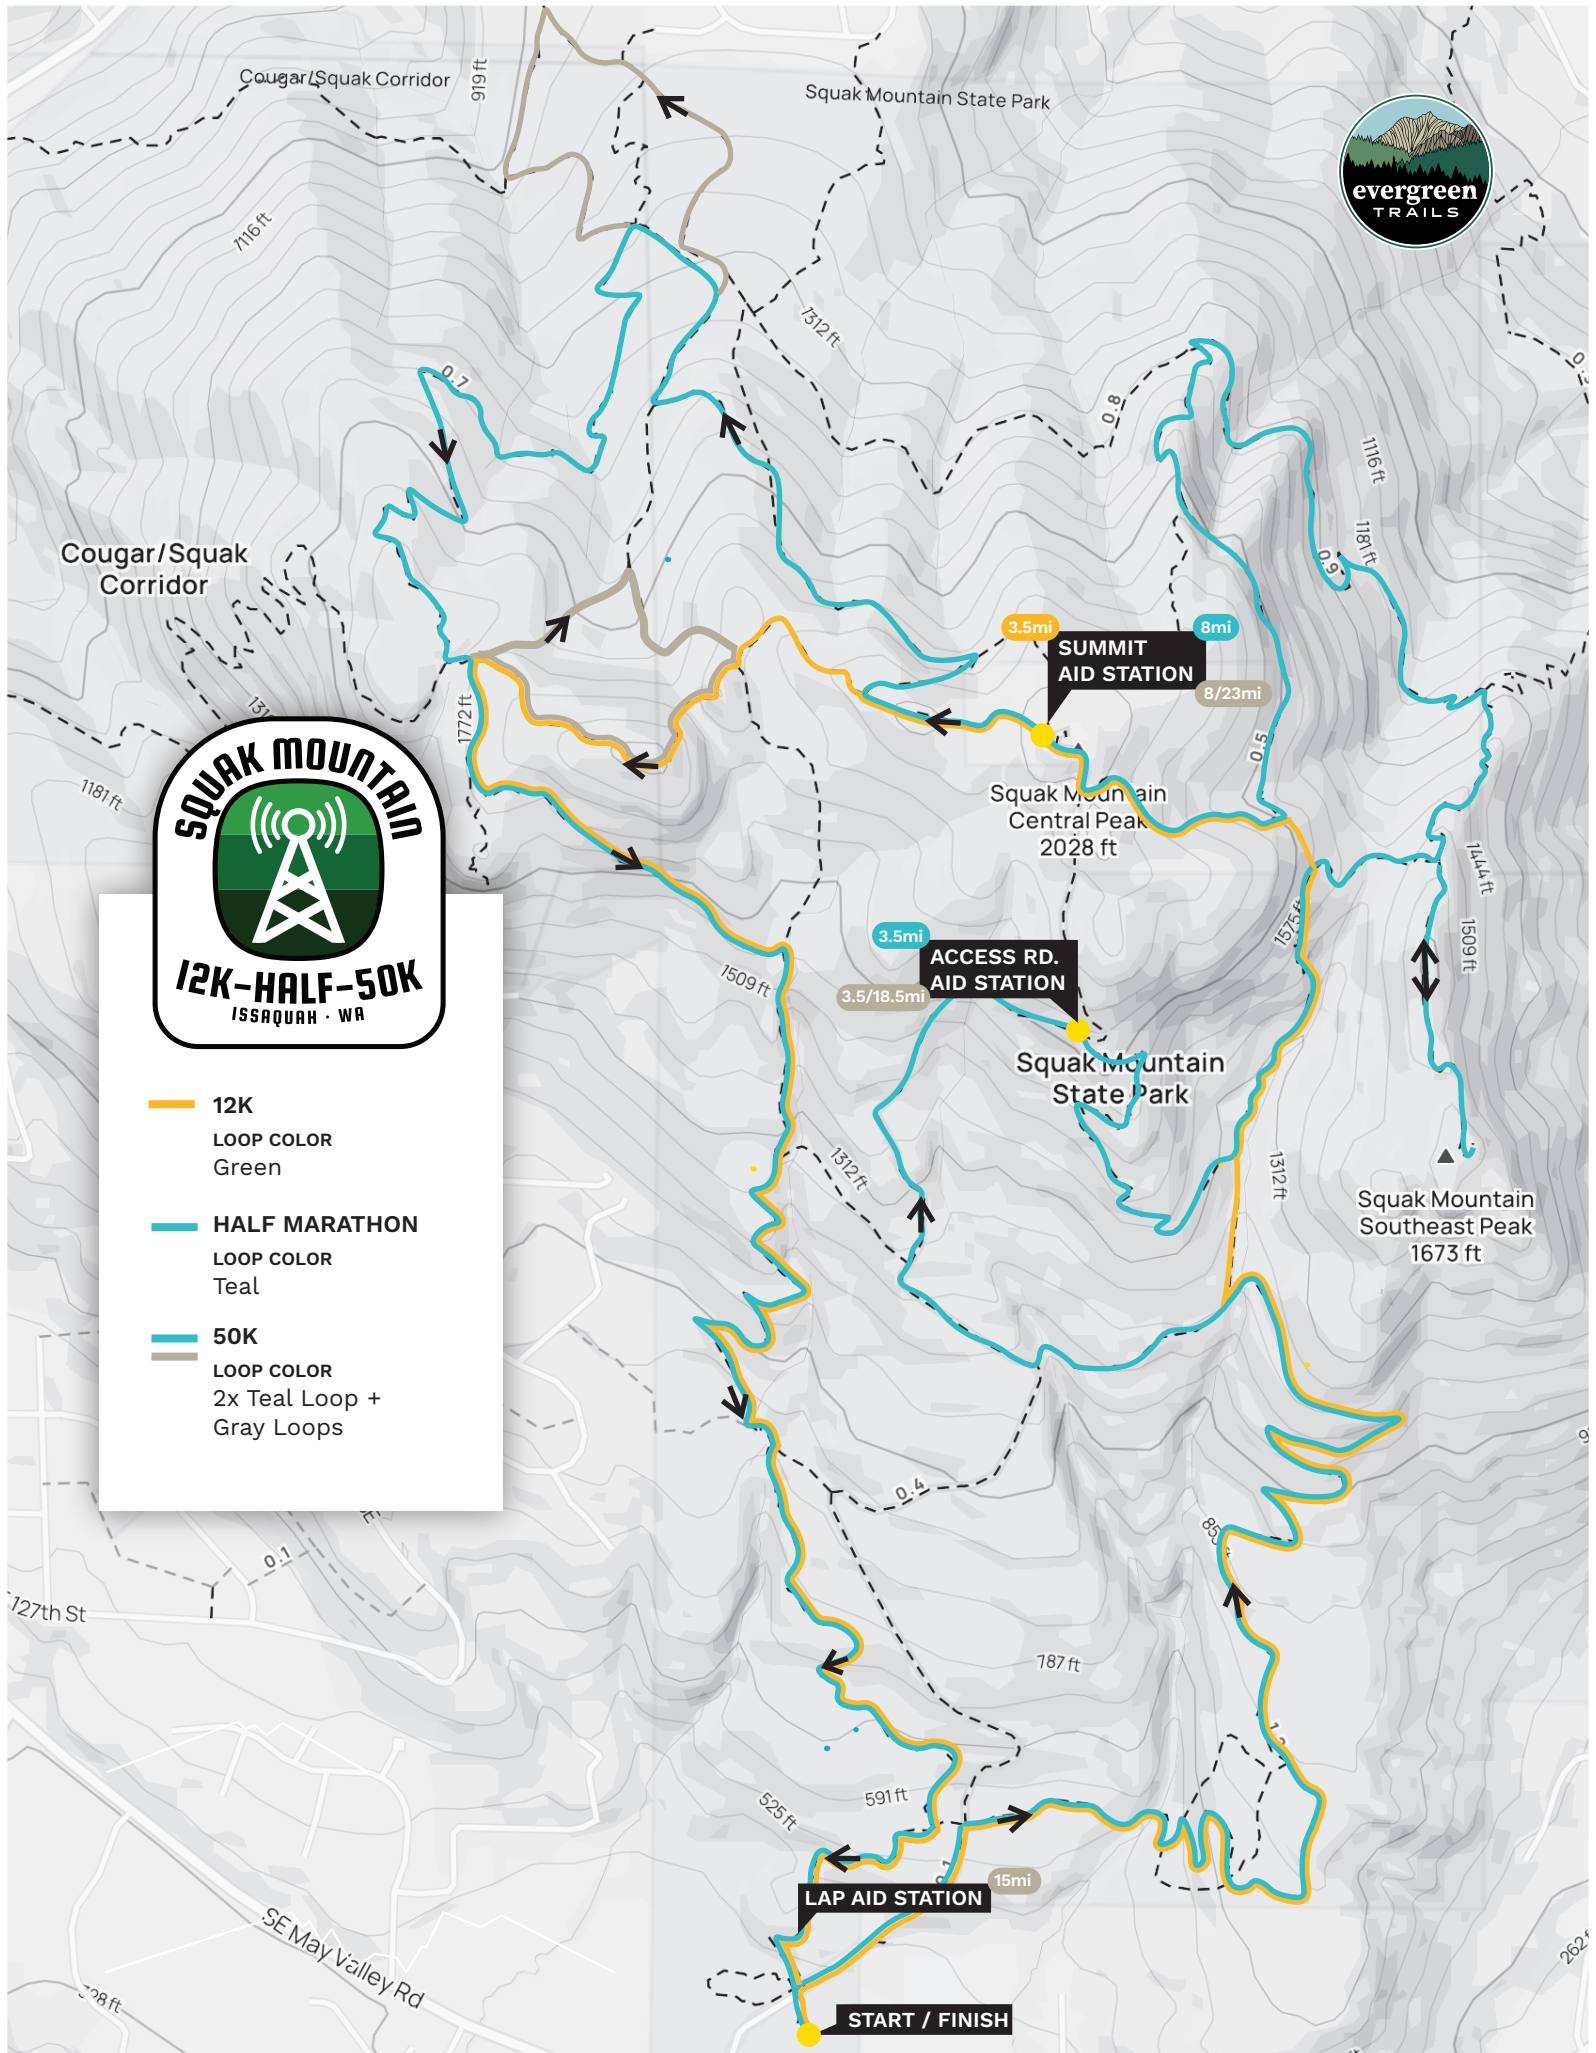 Cougar/Squak Corridor
919 ft
Squak Mountain State Park
evergreen
TRAILS
1116 ft
1312 ft
0.7
0.8
1116 ft
1181 ft
0.9
Cougar/Squak
Corridor
3.5mi
8mi
SUMMIT
AID STATION
8/23mi
1772 ft
0.5
1181 ft
Squak Mountain
Central Peak
2028 ft
1444 ft
SQUAK MOUNTAIN
12K-HALF-50K
ISSAQUAH · WA
1509 ft
1575 ft
1509 ft
3.5mi
ACCESS RD.
AID STATION
3.5/18.5mi
Squak Mountain
State Park
1312 ft
1312 ft
Squak Mountain
Southeast Peak
1673 ft
12K
LOOP COLOR
Green
HALF MARATHON
LOOP COLOR
Teal
50K
LOOP COLOR
2x Teal Loop +
Gray Loops
0.4
0.1
127th St
787 ft
591 ft
525 ft
15mi
LAP AID STATION
SE May Valley Rd
START / FINISH